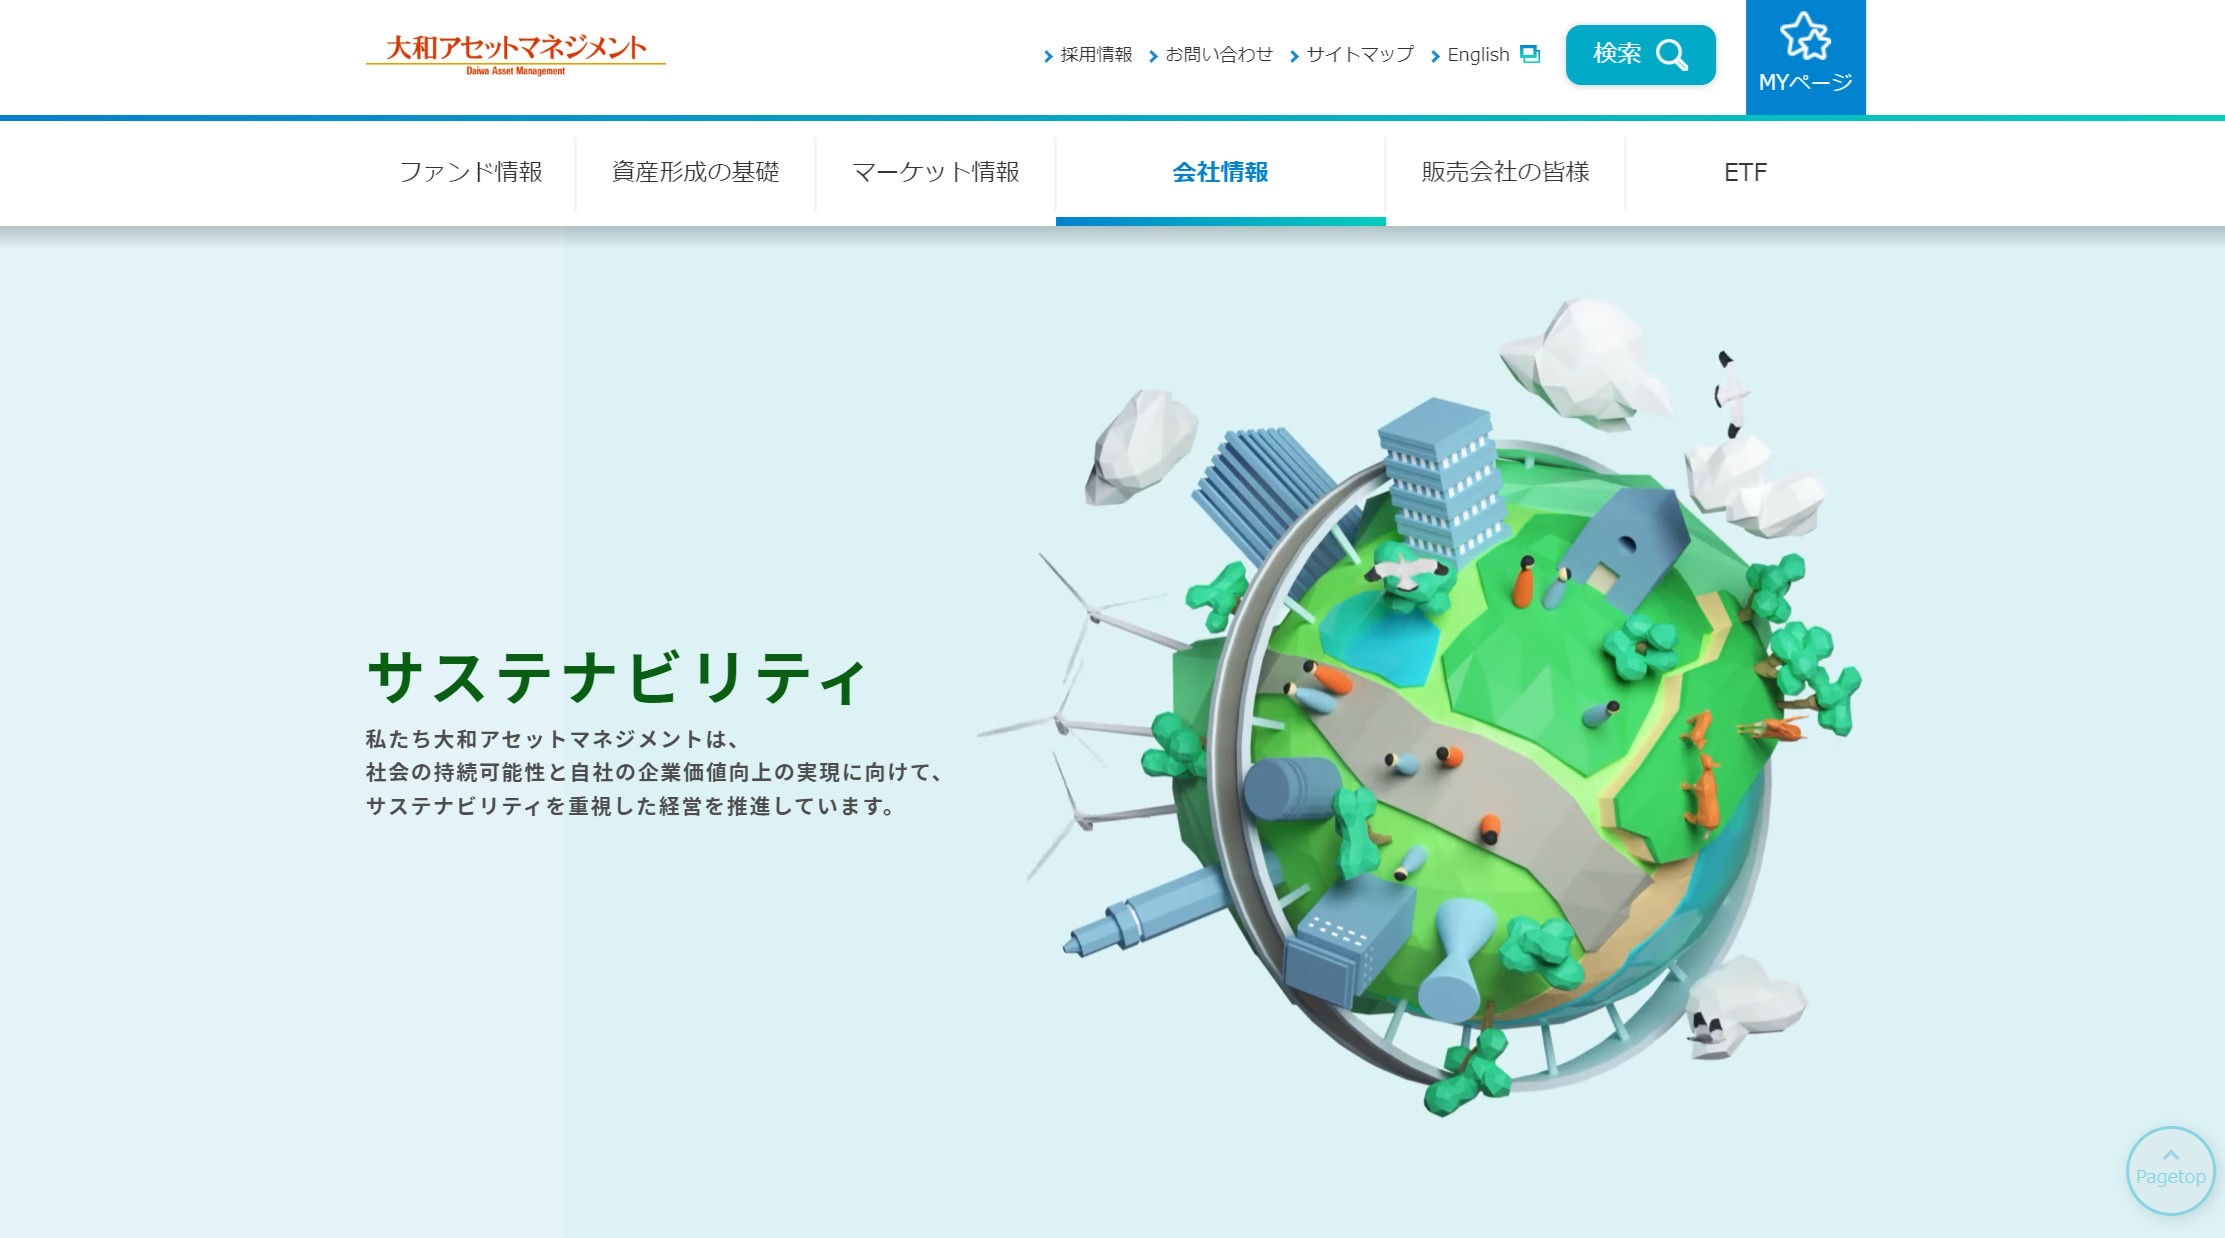 大和アセットマネジメント
Daiwa Asset Management
採用情報 お問い合わせ サイトマップ English
検索
MYページ
ファンド情報 資産形成の基礎 マーケット情報 会社情報 販売会社の皆様 ETF
サステナビリティ
私たち大和アセットマネジメントは、
社会の持続可能性と自社の企業価値向上の実現に向けて、
サステナビリティを重視した経営を推進しています。
Pagetop